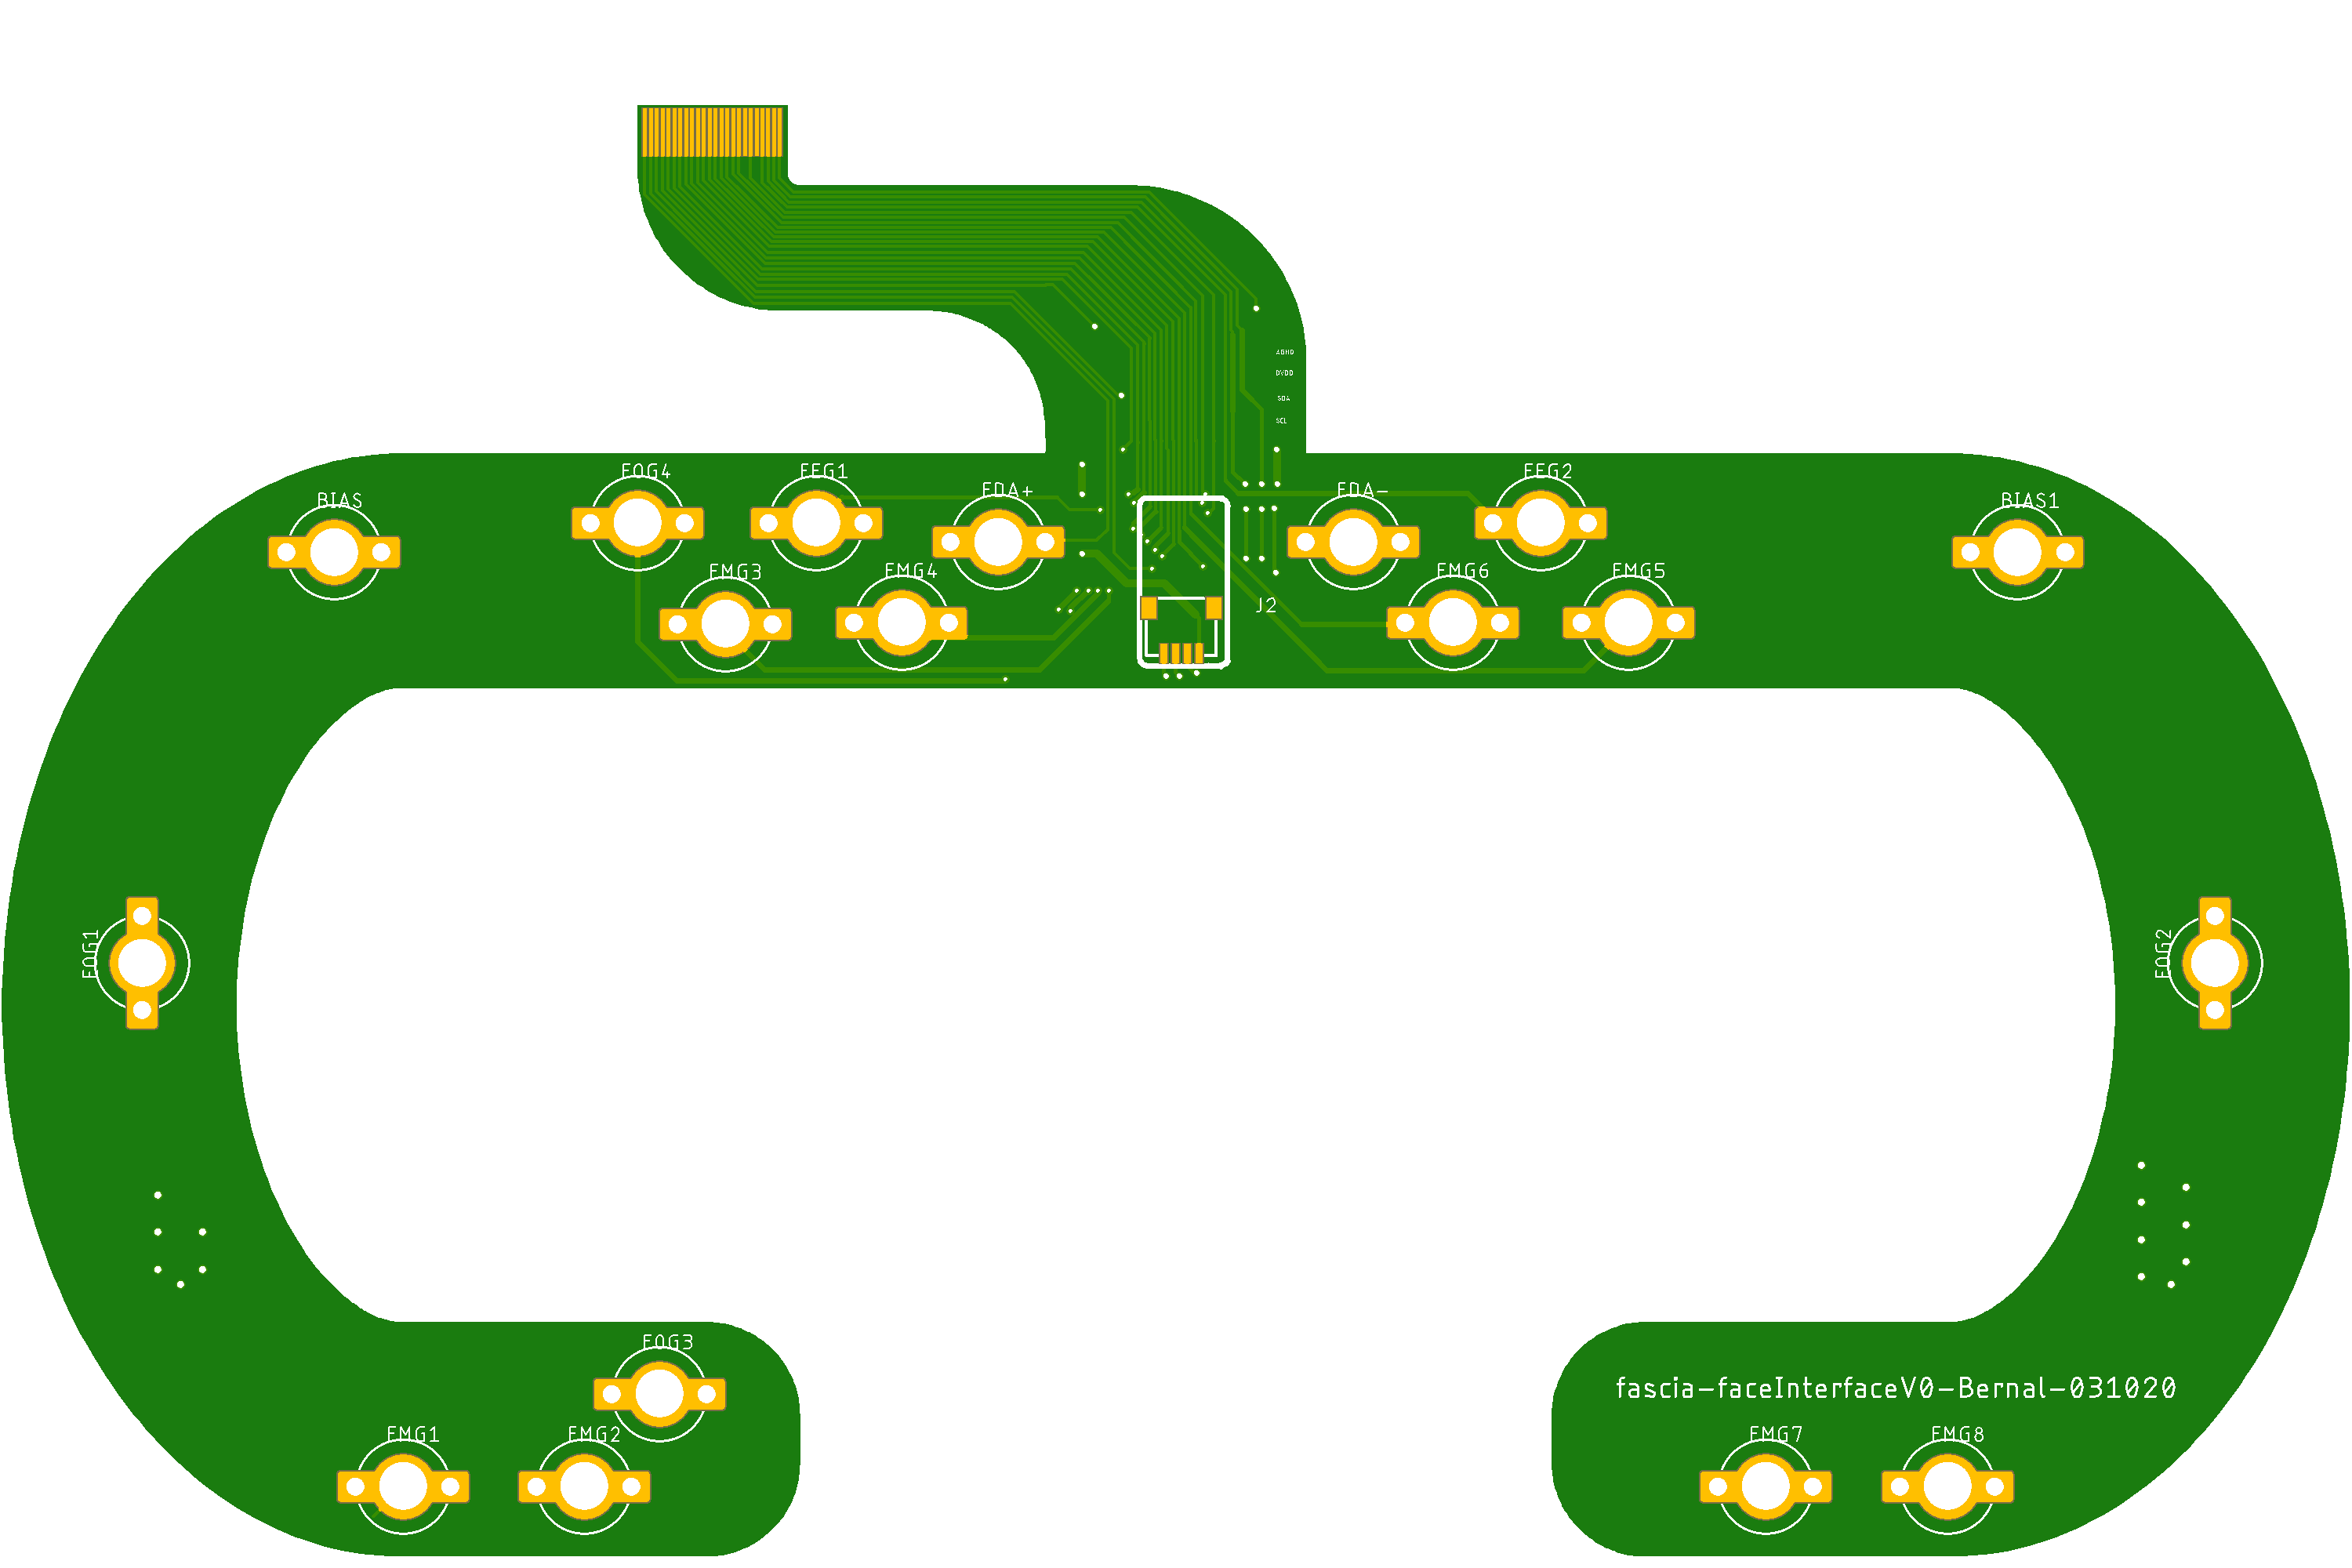 AGND
DVDD
SDA
SCL
EOG4
EEG1
EDA+
EDA-
EEG2
BIAS
BIAS1
EMG3
EMG4
EMG6
EMG5
J2
EOG1
EOG2
EOG3
fascia-faceInterfaceV0-Bernal-031020
EMG1
EMG2
EMG7
EMG8